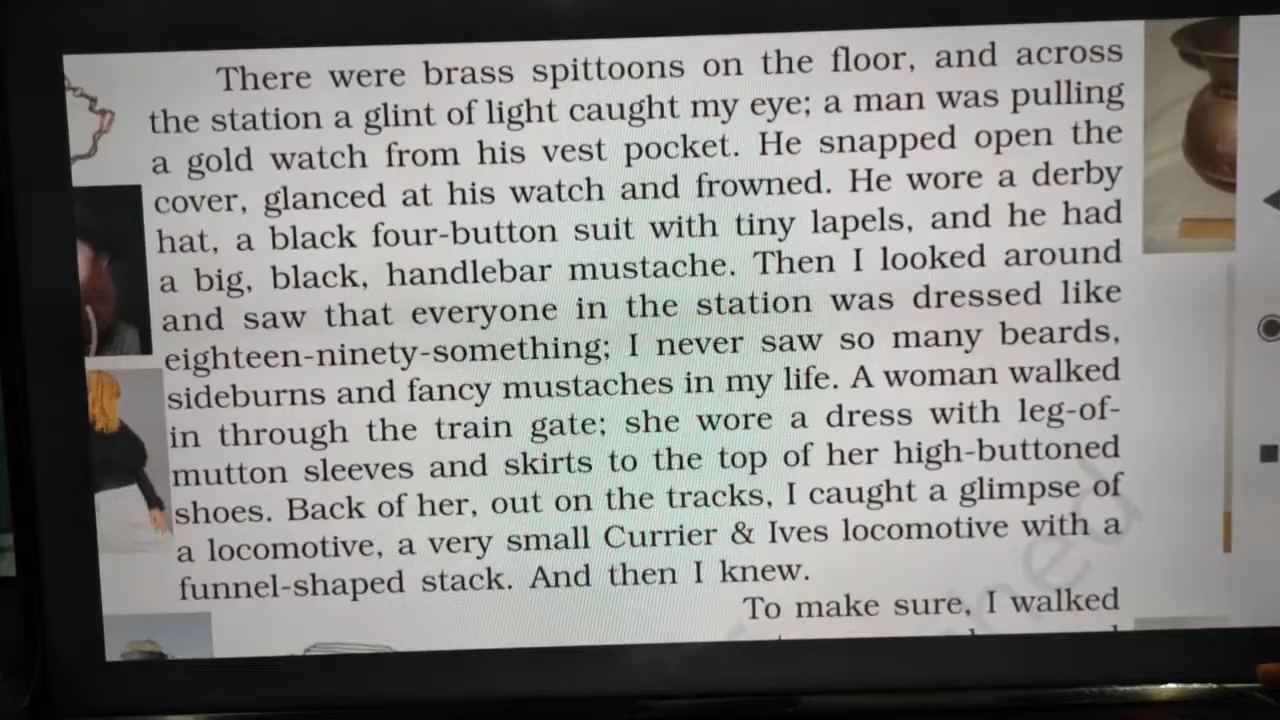 There were brass spittoons on the floor, and across
the station a glint of light caught my eye; a man was pulling
a gold watch from his vest pocket. He snapped open the
cover, glanced at his watch and frowned. He wore a derby
hat, a black four-button suit with tiny lapels, and he had
a big, black, handlebar mustache. Then I looked around
and saw that everyone in the station was dressed like
eighteen-ninety-something; I never saw so many beards,
sideburns and fancy mustaches in my life. A woman walked
in through the train gate; she wore a dress with leg-of-
mutton sleeves and skirts to the top of her high-buttoned
shoes. Back of her, out on the tracks, I caught a glimpse of
a locomotive, a very small Currier & Ives locomotive with a
funnel-shaped stack. And then I knew.
To make sure, I walked